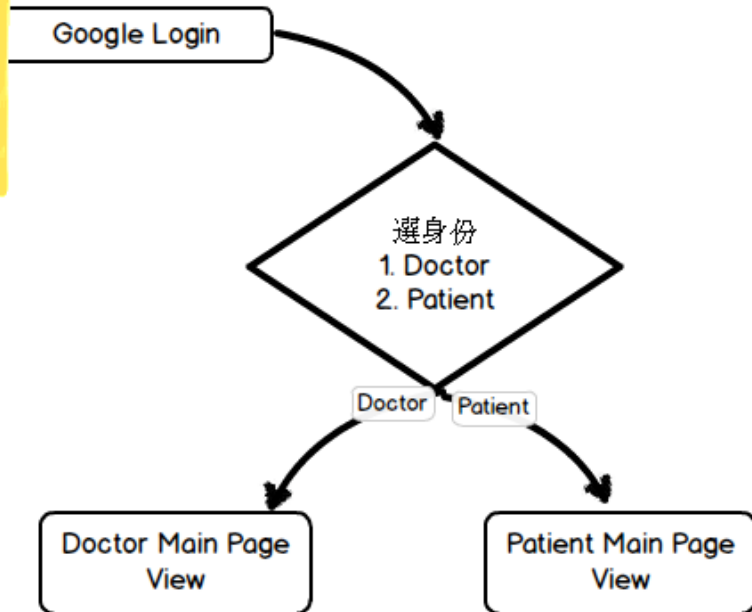 Google Login
選身份
1. Doctor
2. Patient
Doctor
Patient
Doctor Main Page
View
Patient Main Page
View